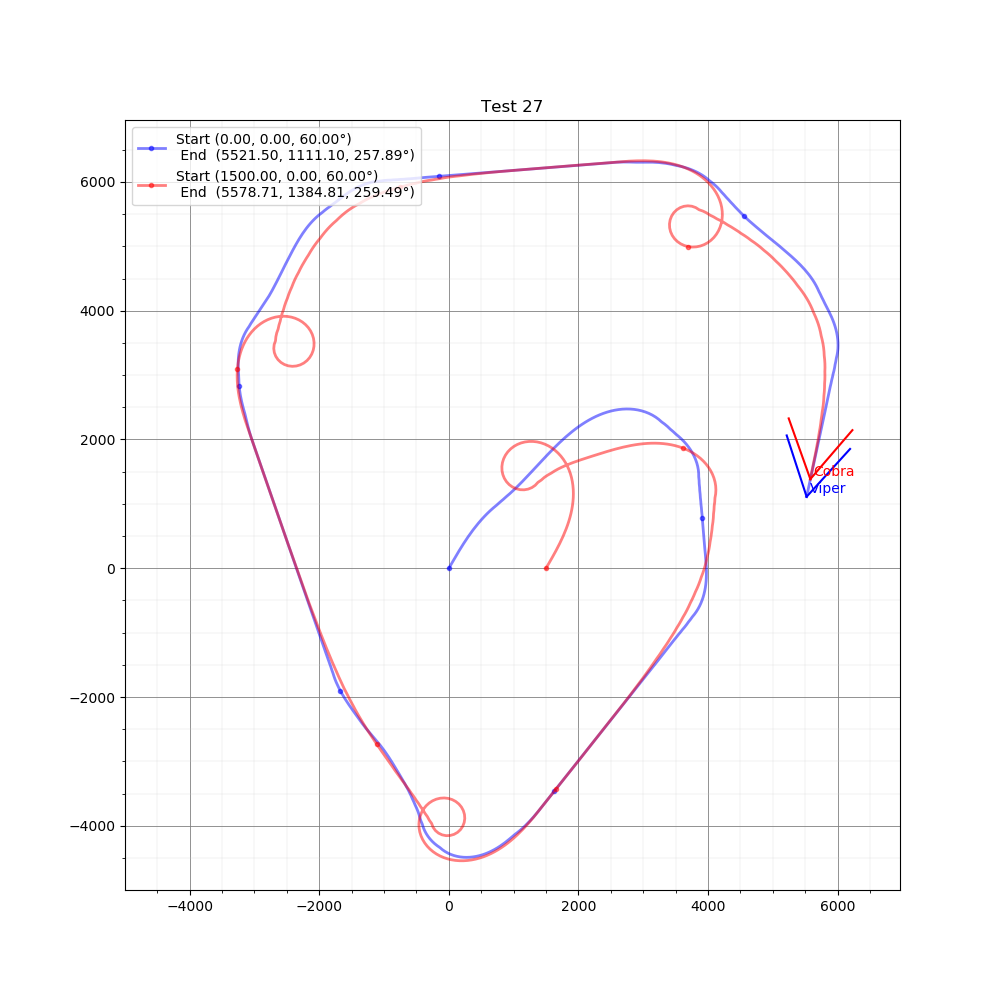 Test 27
Start (0.00, 0.00, 60.00°)
End (5521.50, 1111.10, 257.89°)
Start (1500.00, 0.00, 60.00°)
End (5578.71, 1384.81, 259.49°)
6000
4000
2000
0
−2000
−4000
Cobra
Viper
−4000 −2000 0 2000 4000 6000